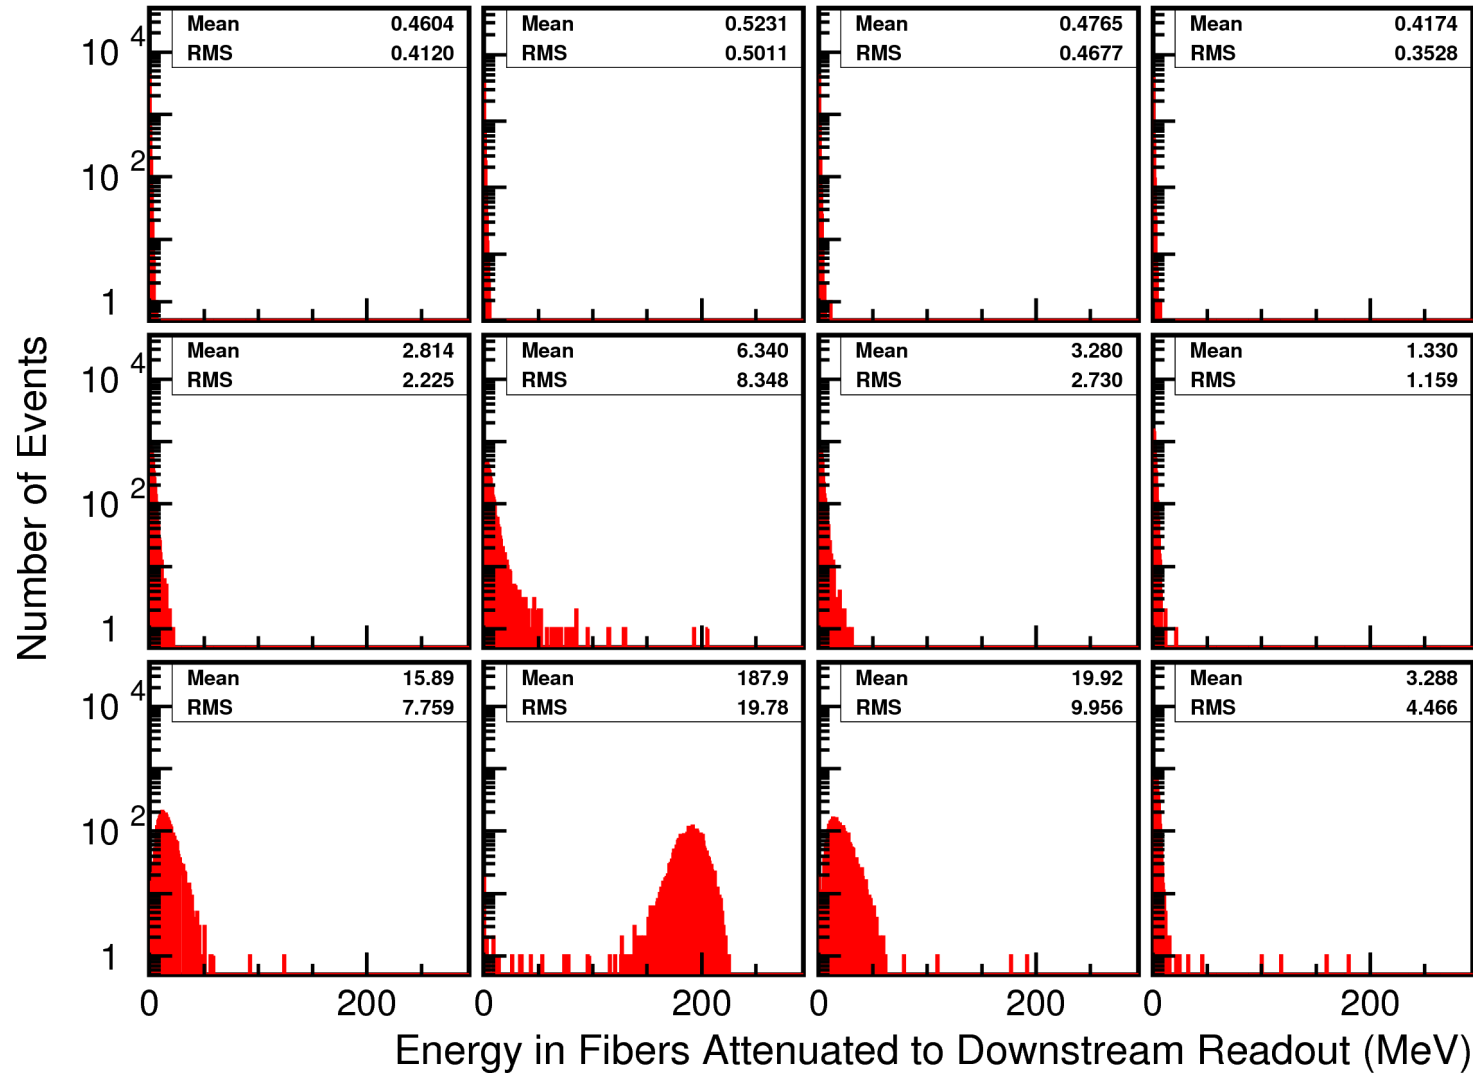 Mean 0.4604 Mean 0.5231 Mean 0.4765 Mean 0.4174
10 4 RMS 0.4120 RMS 0.5011 RMS 0.4677 RMS 0.3528
10 2
1
Mean 2.814 Mean 6.340 Mean 3.280 Mean 1.330
10 4 RMS 2.225 RMS 8.348 RMS 2.730 RMS 1.159
10 2
1
Number of Events
Mean 15.89 Mean 187.9 Mean 19.92 Mean 3.288
10 4 RMS 7.759 RMS 19.78 RMS 9.956 RMS 4.466
10 2
1
0 200 0 200 0 200 0 200
Energy in Fibers Attenuated to Downstream Readout (MeV)